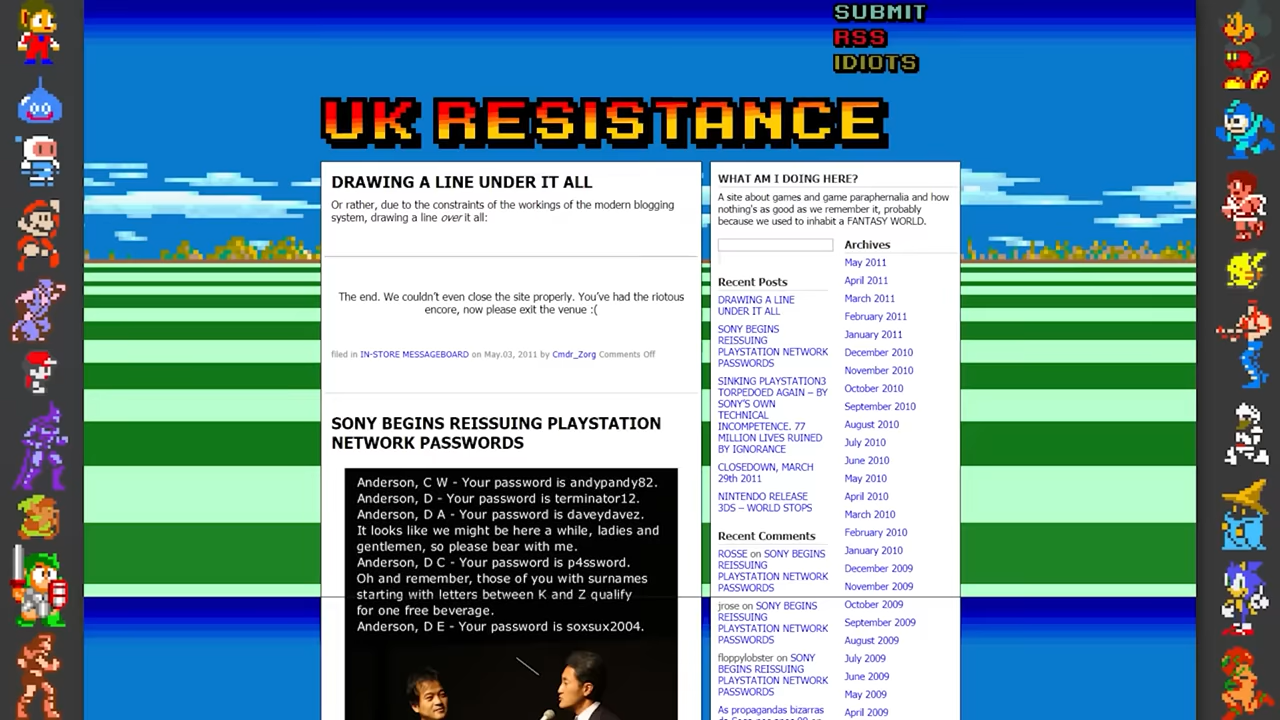 SUBMIT
RSS
IDIOTS
UK RESISTANCE
DRAWING A LINE UNDER IT ALL
Or rather, due to the constraints of the workings of the modern blogging
system, drawing a line over it all:
The end. We couldn't even close the site properly. You've had the riotous
encore, now please exit the venue :(
filed in IN-STORE MESSAGEBOARD on May.03, 2011 by Cmdr_Zorg Comments Off
SONY BEGINS REISSUING PLAYSTATION
NETWORK PASSWORDS
Anderson, C W - Your password is andypandy82.
Anderson, D - Your password is terminator12.
Anderson, D A - Your password is daveydavez.
It looks like we might be here a while, ladies and
gentlemen, so please bear with me.
Anderson, D C - Your password is p4ssword.
Oh and remember, those of you with surnames
starting with letters between K and Z qualify
for one free beverage.
Anderson, D E - Your password is soxsux2004.
WHAT AM I DOING HERE?
A site about games and game paraphernalia and how
nothing's as good as we remember it, probably
because we used to inhabit a FANTASY WORLD.
Recent Posts
DRAWING A LINE
UNDER IT ALL
SONY BEGINS
REISSUING
PLAYSTATION NETWORK
PASSWORDS
SINKING PLAYSTATION3
TORPEDOED AGAIN – BY
SONY'S OWN
TECHNICAL
INCOMPETENCE. 77
MILLION LIVES RUINED
BY IGNORANCE
CLOSEDOWN, MARCH
29th 2011
NINTENDO RELEASE
3DS – WORLD STOPS
Recent Comments
ROSSE on SONY BEGINS
REISSUING
PLAYSTATION NETWORK
PASSWORDS
jrose on SONY BEGINS
REISSUING
PLAYSTATION NETWORK
PASSWORDS
floppylobster on SONY
BEGINS REISSUING
PLAYSTATION NETWORK
PASSWORDS
As propagandas bizarras
Archives
May 2011
April 2011
March 2011
February 2011
January 2011
December 2010
November 2010
October 2010
September 2010
August 2010
July 2010
June 2010
May 2010
April 2010
March 2010
February 2010
January 2010
December 2009
November 2009
October 2009
September 2009
August 2009
July 2009
June 2009
May 2009
April 2009